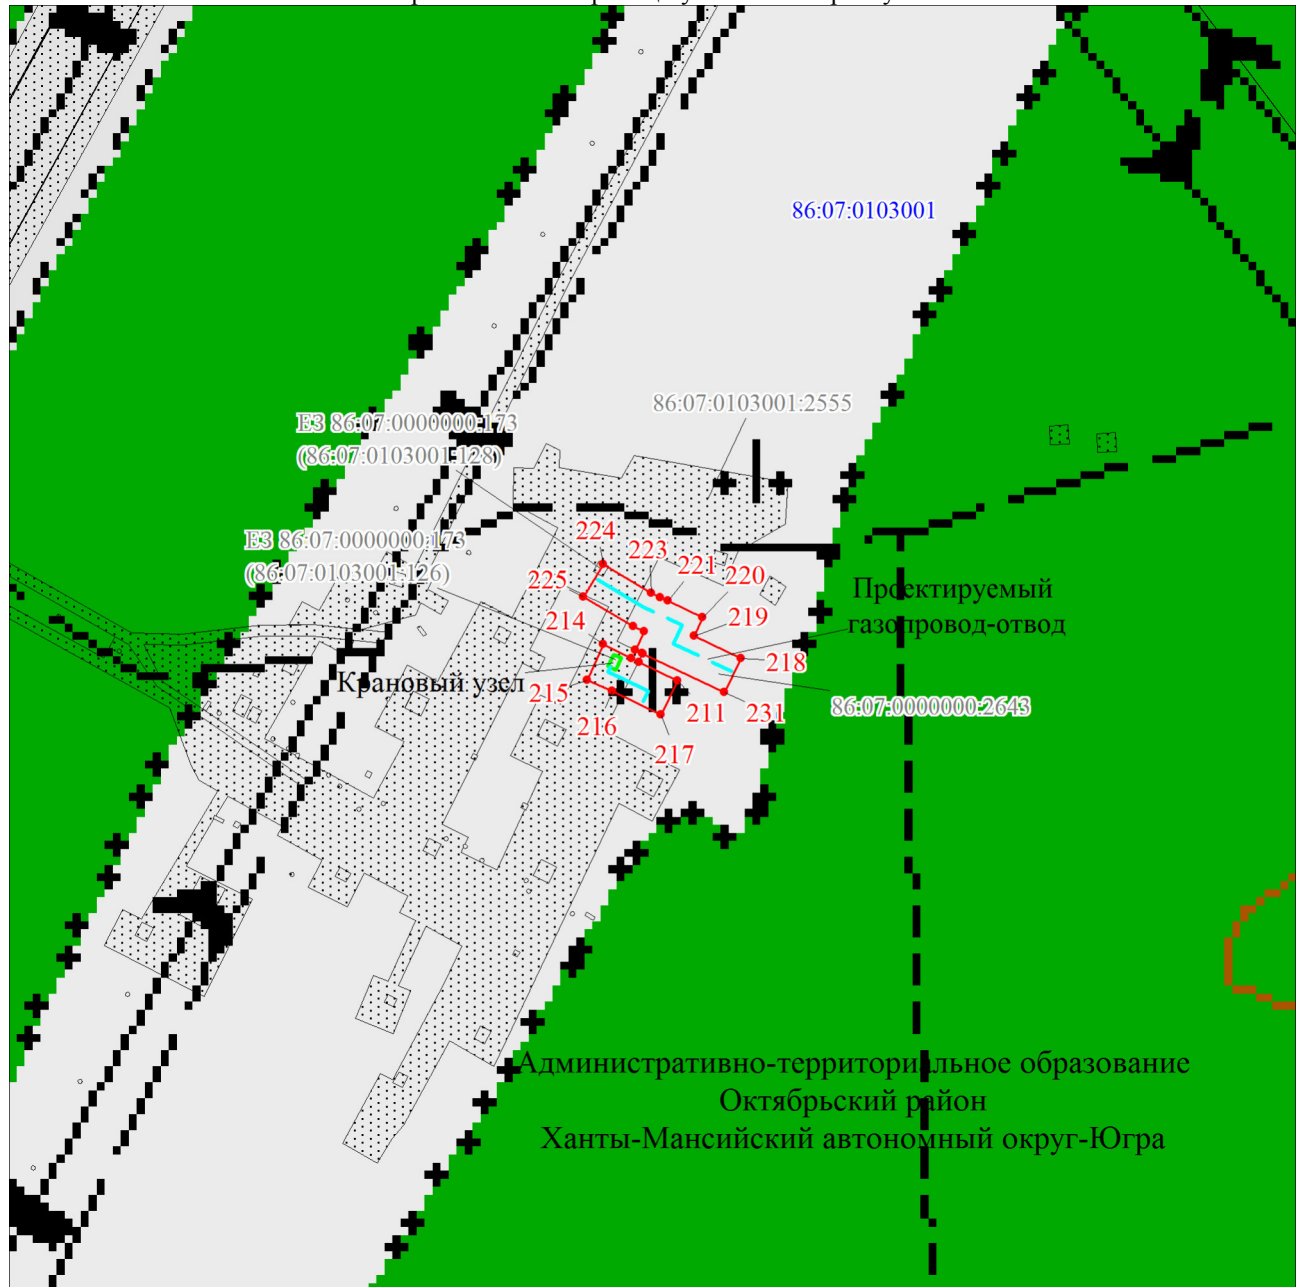 86:07:0103001
86:07:0103001:2555
ЕЗ 86:07:0000000:173
(86:07:0103001:128)
ЕЗ 86:07:0000000:173
(86:07:0103001:126)
224
223
221
220
225
219
214
218
Проектируемый
газопровод-отвод
Крановый узел
215
216
217
211
231
86:07:0000000:2643
Административно-территориальное образование
Октябрьский район
Ханты-Мансийский автономный округ-Югра